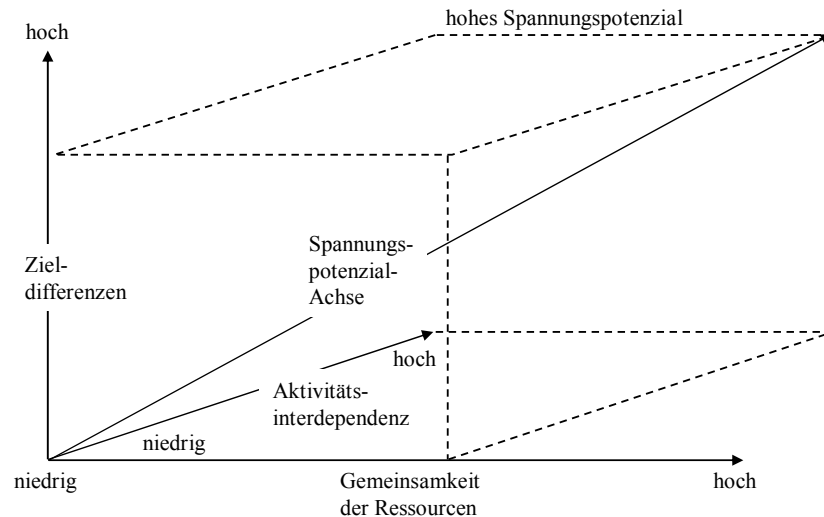 hohes Spannungspotenzial
hoch
Spannungs-
potenzial-
Achse
Ziel-
differenzen
hoch
Aktivitäts-
interdependenz
niedrig
niedrig
Gemeinsamkeit
der Ressourcen
hoch